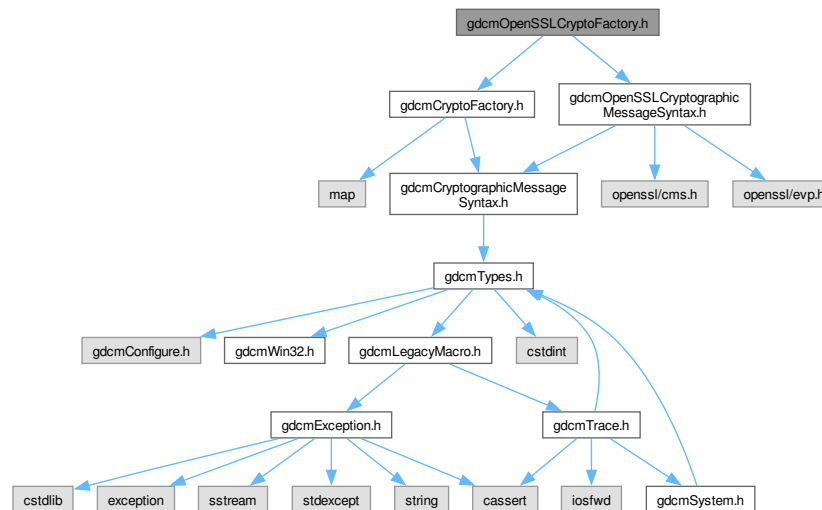 gdcmOpenSSLCryptoFactory.h
gdcmCryptoFactory.h
gdcmOpenSSLCryptographic
MessageSyntax.h
map
gdcmCryptographicMessage
Syntax.h
openssl/cms.h
openssl/evp.h
gdcmTypes.h
gdcmConfigure.h
gdcmWin32.h
gdcmLegacyMacro.h
cstdint
gdcmException.h
gdcmTrace.h
cstdlib
exception
sstream
stdexcept
string
cassert
iosfwd
gdcmSystem.h